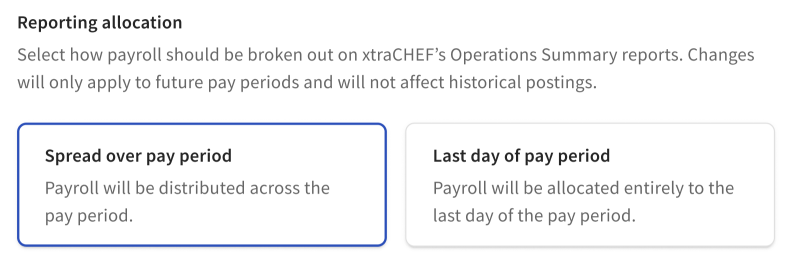 Reporting allocation
Select how payroll should be broken out on xtraCHEF’s Operations Summary reports. Changes
will only apply to future pay periods and will not affect historical postings.
Spread over pay period
Payroll will be distributed across the
pay period.
Last day of pay period
Payroll will be allocated entirely to the
last day of the pay period.